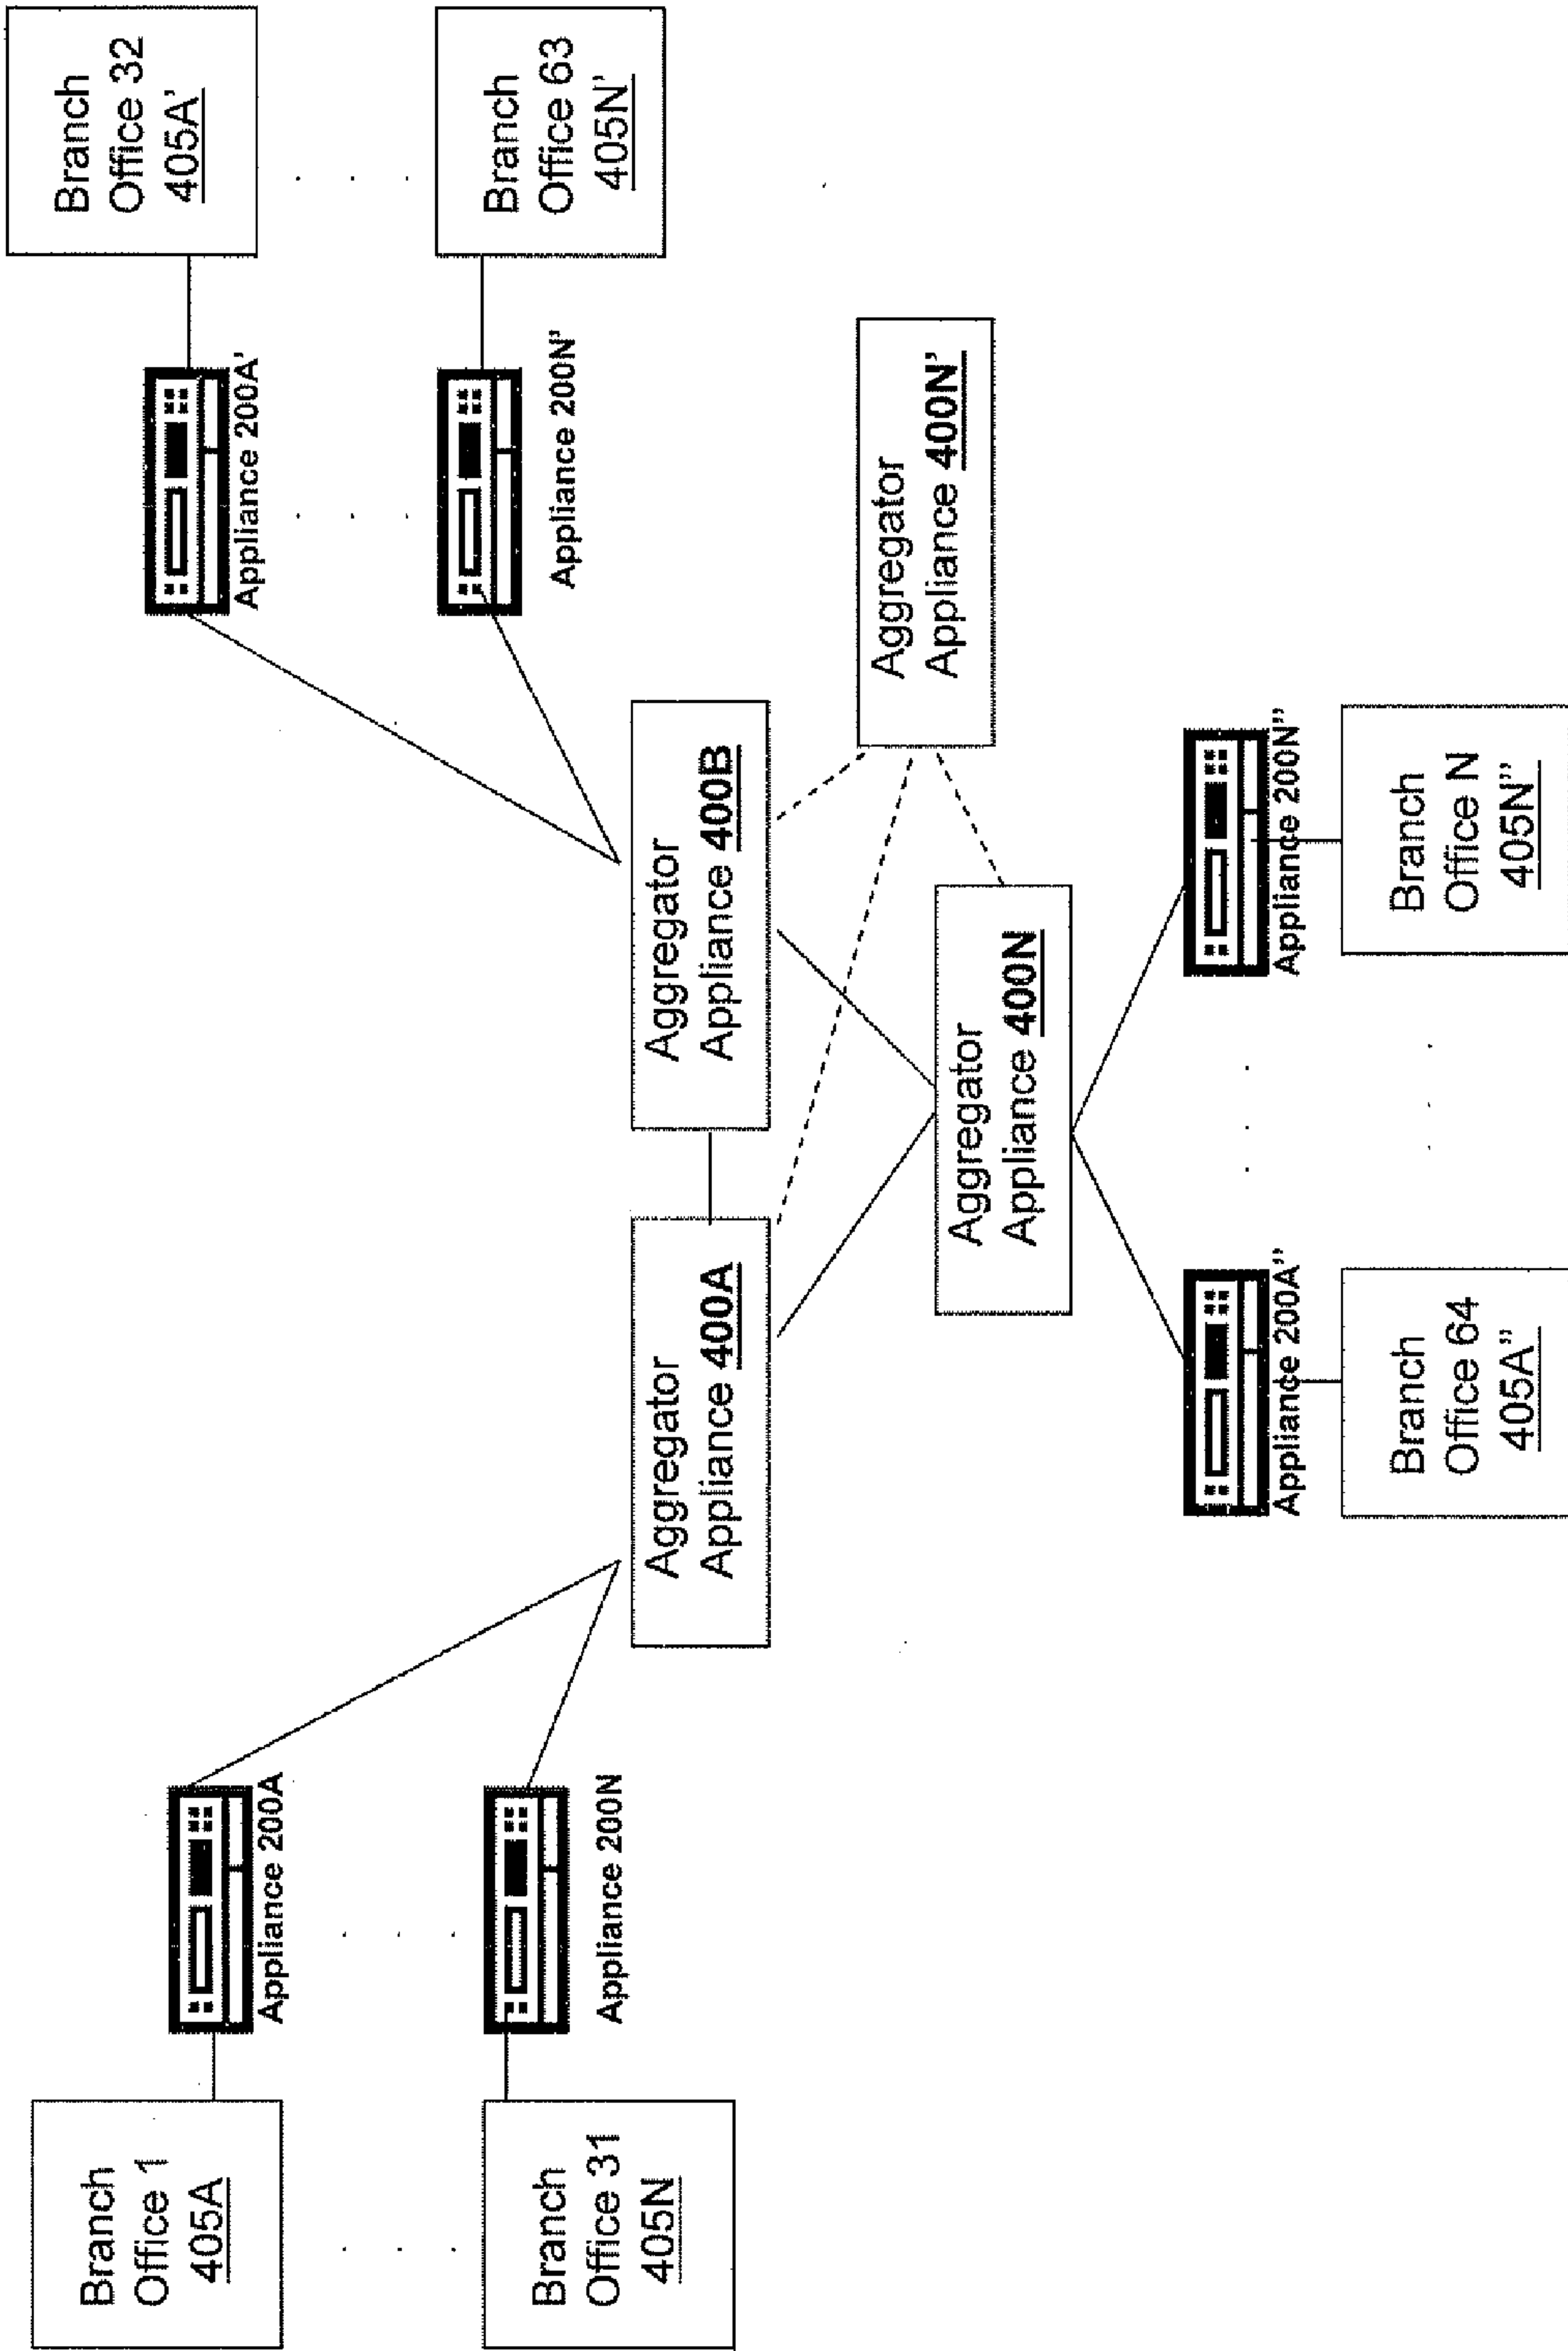 Branch
Office 1
405A
Appliance 200A
Branch
Office 31
405N
Appliance 200N
Branch
Office 32
405A'
Appliance 200A'
Branch
Office 63
405N'
Appliance 200N'
Aggregator
Appliance 400A
Aggregator
Appliance 400B
Aggregator
Appliance 400N
Aggregator
Appliance 400N'
Appliance 200A"
Branch
Office 64
405A"
Appliance 200N"
Branch
Office N
405N"